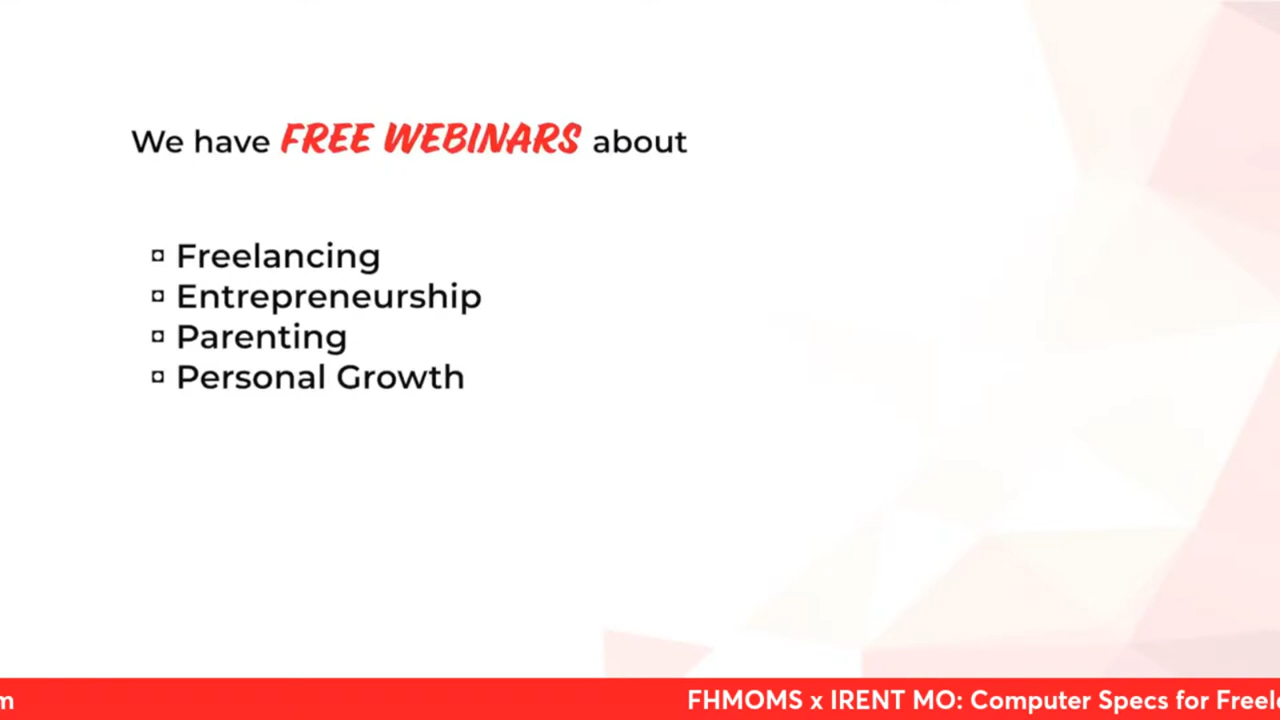 We have FREE WEBINARS about
¤ Freelancing
¤ Entrepreneurship
¤ Parenting
¤ Personal Growth
m FHMOMS x IRENT MO: Computer Specs for Freel